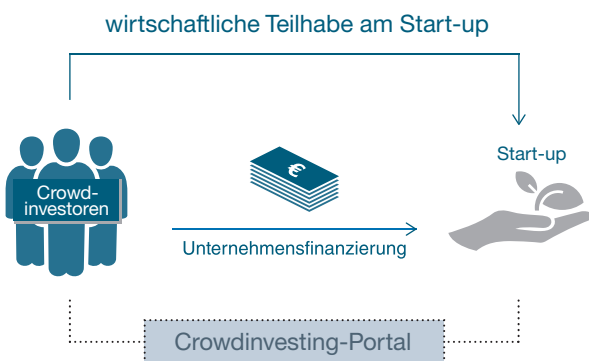 wirtschaftliche Teilhabe am Start-up
Start-up
€
Crowd-
investoren
Unternehmensfinanzierung
Crowdinvesting-Portal